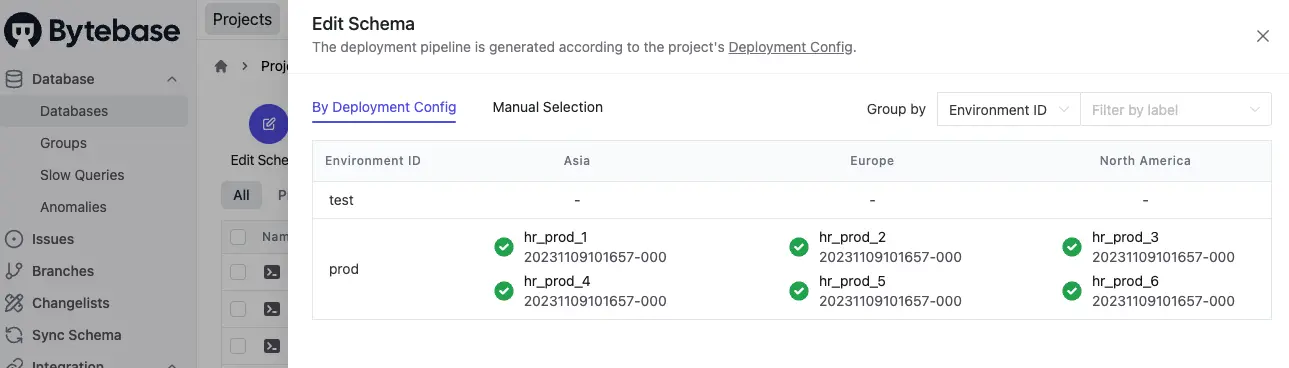 Bytebase
Database
Databases
Groups
Slow Queries
Anomalies
Issues
Branches
Changelists
Sync Schema
Integration
Projects
Proje
Edit Sche
All
P
Nam
Edit Schema
The deployment pipeline is generated according to the project's Deployment Config.
By Deployment Config Manual Selection Group by Environment ID Filter by label
Environment ID Asia Europe North America
test - - -
prod
hr_prod_1 hr_prod_2 hr_prod_3
20231109101657-000 20231109101657-000 20231109101657-000
hr_prod_4 hr_prod_5 hr_prod_6
20231109101657-000 20231109101657-000 20231109101657-000